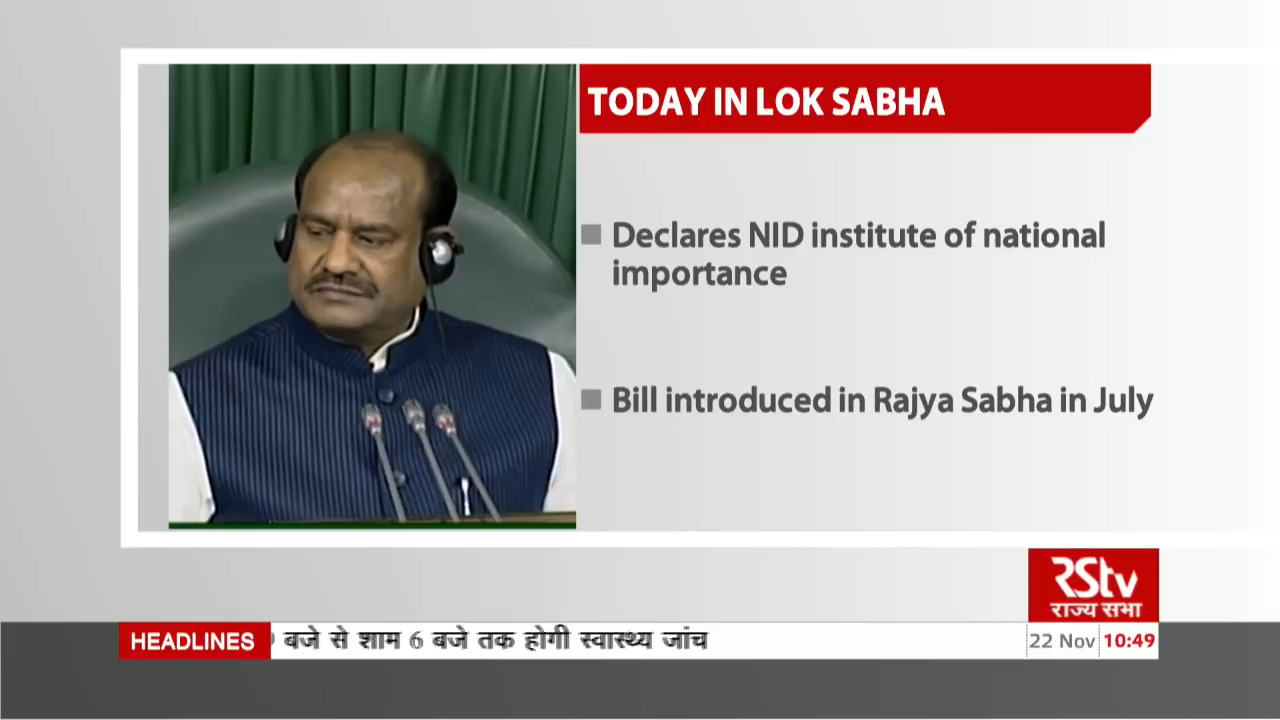 TODAY IN LOK SABHA
Declares NID institute of national
importance
Bill introduced in Rajya Sabha in July
RStv
राज्य सभा
HEADLINES
बजे से शाम 6 बजे तक होगी स्वास्थ्य जांच
22 Nov 10:49